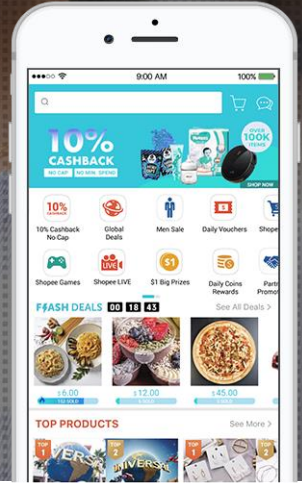 9:00 AM
100%
10%
CASHBACK
NO CAP
NO MIN. SPEND
OVER
100K
ITEMS
SHOP NOW
10%
CASHBACK
10% Cashback
No Cap
Global
Deals
Men Sale
Daily Vouchers
Shope
LIVE
$1
Shopee Games
Shopee LIVE
$1 Big Prizes
Daily Coins
Rewards
Partn
Promot
FLASH DEALS 00 18 43
See All Deals >
$6.00
$12.00
$45.00
TOP PRODUCTS
See More >
TOP
1
TOP
2
TOP
1
TOP
2
UNIVERSAL